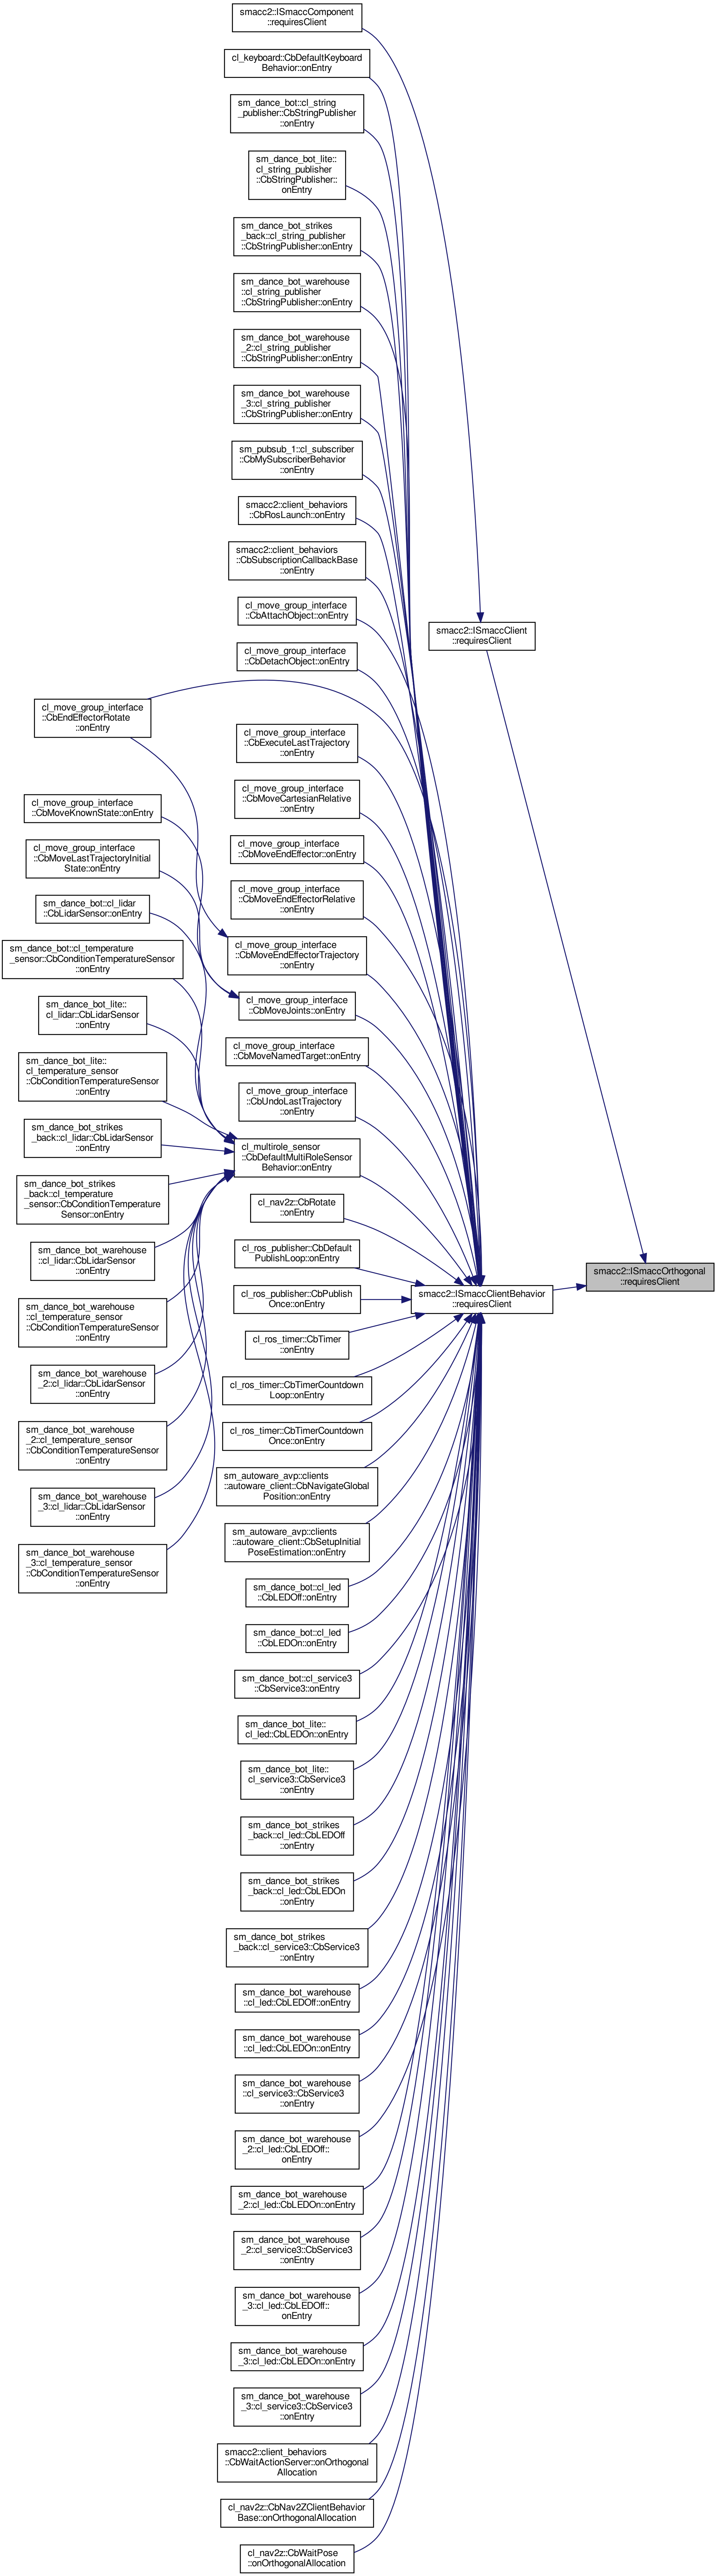 smacc2::ISmaccComponent
::requiresClient
cl_keyboard::CbDefaultKeyboard
Behavior::onEntry
sm_dance_bot::cl_string
_publisher::CbStringPublisher
::onEntry
sm_dance_bot_lite::
cl_string_publisher
::CbStringPublisher::
onEntry
sm_dance_bot_strikes
_back::cl_string_publisher
::CbStringPublisher::onEntry
sm_dance_bot_warehouse
::cl_string_publisher
::CbStringPublisher::onEntry
sm_dance_bot_warehouse
_2::cl_string_publisher
::CbStringPublisher::onEntry
sm_dance_bot_warehouse
_3::cl_string_publisher
::CbStringPublisher::onEntry
sm_pubsub_1::cl_subscriber
::CbMySubscriberBehavior
::onEntry
smacc2::client_behaviors
::CbRosLaunch::onEntry
smacc2::client_behaviors
::CbSubscriptionCallbackBase
::onEntry
cl_move_group_interface
::CbAttachObject::onEntry
smacc2::ISmaccClient
::requiresClient
cl_move_group_interface
::CbDetachObject::onEntry
cl_move_group_interface
::CbEndEffectorRotate
::onEntry
cl_move_group_interface
::CbExecuteLastTrajectory
::onEntry
cl_move_group_interface
::CbMoveKnownState::onEntry
cl_move_group_interface
::CbMoveCartesianRelative
::onEntry
cl_move_group_interface
::CbMoveLastTrajectoryInitial
State::onEntry
cl_move_group_interface
::CbMoveEndEffector::onEntry
sm_dance_bot::cl_lidar
::CbLidarSensor::onEntry
cl_move_group_interface
::CbMoveEndEffectorRelative
::onEntry
sm_dance_bot::cl_temperature
_sensor::CbConditionTemperatureSensor
::onEntry
cl_move_group_interface
::CbMoveEndEffectorTrajectory
::onEntry
sm_dance_bot_lite::
cl_lidar::CbLidarSensor
::onEntry
cl_move_group_interface
::CbMoveJoints::onEntry
sm_dance_bot_lite::
cl_temperature_sensor
::CbConditionTemperatureSensor
::onEntry
cl_move_group_interface
::CbMoveNamedTarget::onEntry
cl_move_group_interface
::CbUndoLastTrajectory
::onEntry
sm_dance_bot_strikes
_back::cl_lidar::CbLidarSensor
::onEntry
cl_multirole_sensor
::CbDefaultMultiRoleSensor
Behavior::onEntry
sm_dance_bot_strikes
_back::cl_temperature
_sensor::CbConditionTemperature
Sensor::onEntry
cl_nav2z::CbRotate
::onEntry
sm_dance_bot_warehouse
::cl_lidar::CbLidarSensor
::onEntry
cl_ros_publisher::CbDefault
PublishLoop::onEntry
smacc2::ISmaccOrthogonal
::requiresClient
cl_ros_publisher::CbPublish
Once::onEntry
smacc2::ISmaccClientBehavior
::requiresClient
sm_dance_bot_warehouse
::cl_temperature_sensor
::CbConditionTemperatureSensor
::onEntry
cl_ros_timer::CbTimer
::onEntry
sm_dance_bot_warehouse
_2::cl_lidar::CbLidarSensor
::onEntry
cl_ros_timer::CbTimerCountdown
Loop::onEntry
sm_dance_bot_warehouse
_2::cl_temperature_sensor
::CbConditionTemperatureSensor
::onEntry
cl_ros_timer::CbTimerCountdown
Once::onEntry
sm_dance_bot_warehouse
_3::cl_lidar::CbLidarSensor
::onEntry
sm_autoware_avp::clients
::autoware_client::CbNavigateGlobal
Position::onEntry
sm_dance_bot_warehouse
_3::cl_temperature_sensor
::CbConditionTemperatureSensor
::onEntry
sm_autoware_avp::clients
::autoware_client::CbSetupInitial
PoseEstimation::onEntry
sm_dance_bot::cl_led
::CbLEDOff::onEntry
sm_dance_bot::cl_led
::CbLEDOn::onEntry
sm_dance_bot::cl_service3
::CbService3::onEntry
sm_dance_bot_lite::
cl_led::CbLEDOn::onEntry
sm_dance_bot_lite::
cl_service3::CbService3
::onEntry
sm_dance_bot_strikes
_back::cl_led::CbLEDOff
::onEntry
sm_dance_bot_strikes
_back::cl_led::CbLEDOn
::onEntry
sm_dance_bot_strikes
_back::cl_service3::CbService3
::onEntry
sm_dance_bot_warehouse
::cl_led::CbLEDOff::onEntry
sm_dance_bot_warehouse
::cl_led::CbLEDOn::onEntry
sm_dance_bot_warehouse
::cl_service3::CbService3
::onEntry
sm_dance_bot_warehouse
_2::cl_led::CbLEDOff::
onEntry
sm_dance_bot_warehouse
_2::cl_led::CbLEDOn::onEntry
sm_dance_bot_warehouse
_2::cl_service3::CbService3
::onEntry
sm_dance_bot_warehouse
_3::cl_led::CbLEDOff::
onEntry
sm_dance_bot_warehouse
_3::cl_led::CbLEDOn::onEntry
sm_dance_bot_warehouse
_3::cl_service3::CbService3
::onEntry
smacc2::client_behaviors
::CbWaitActionServer::onOrthogonal
Allocation
cl_nav2z::CbNav2ZClientBehavior
Base::onOrthogonalAllocation
cl_nav2z::CbWaitPose
::onOrthogonalAllocation